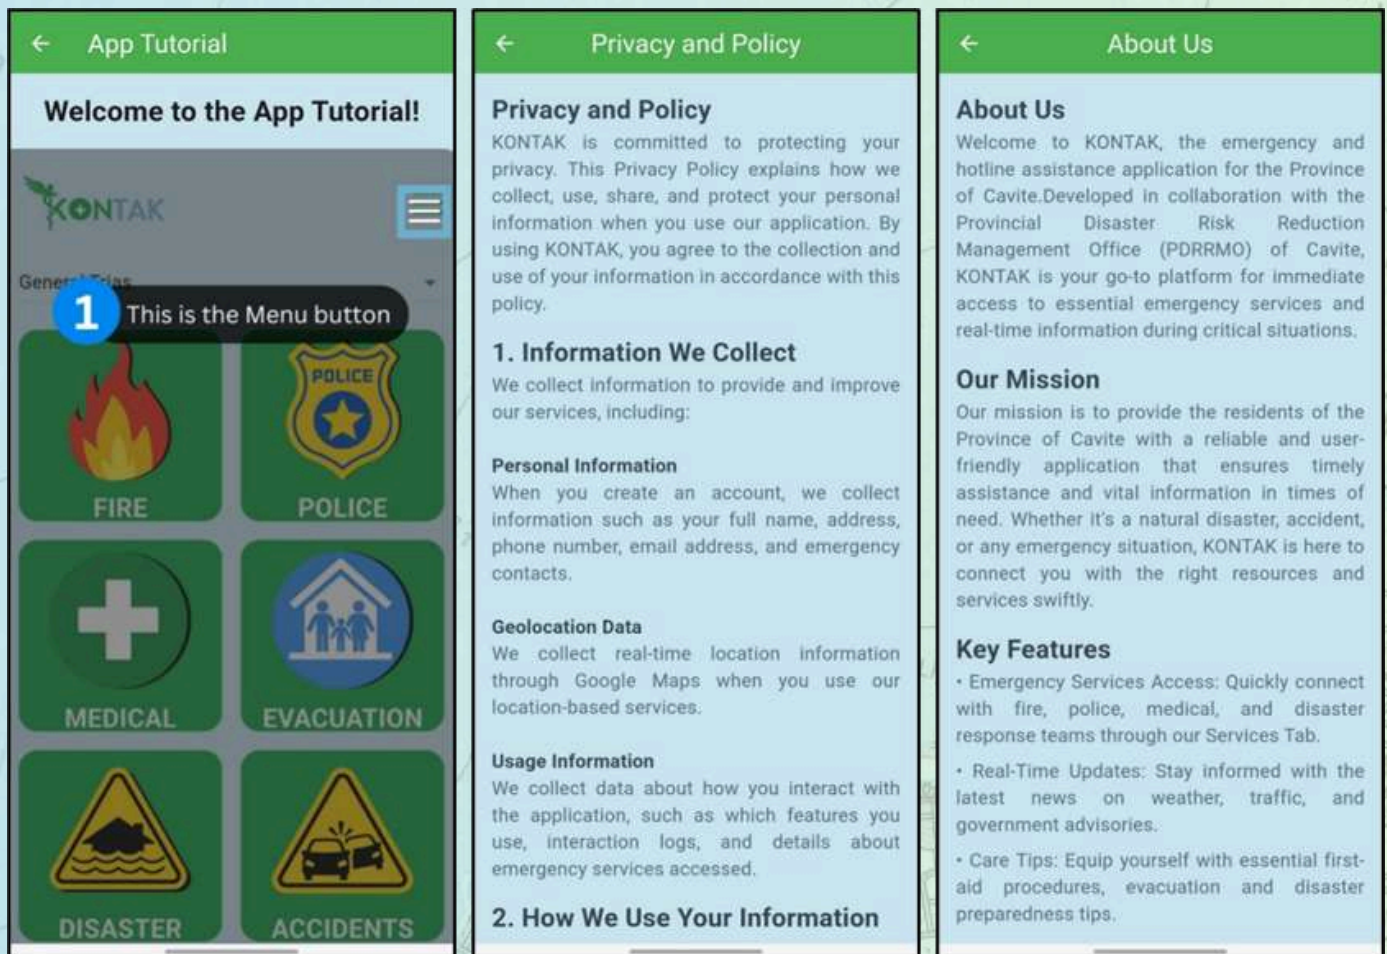 App Tutorial
Welcome to the App Tutorial!
KONTAK
General Trias
1 This is the Menu button
POLICE
FIRE
POLICE
MEDICAL
EVACUATION
DISASTER
ACCIDENTS
Privacy and Policy
Privacy and Policy
KONTAK is committed to protecting your
privacy. This Privacy Policy explains how we
collect, use, share, and protect your personal
information when you use our application. By
using KONTAK, you agree to the collection and
use of your information in accordance with this
policy.
1. Information We Collect
We collect information to provide and improve
our services, including:
Personal Information
When you create an account, we collect
information such as your full name, address,
phone number, email address, and emergency
contacts.
Geolocation Data
We collect real-time location information
through Google Maps when you use our
location-based services.
Usage Information
We collect data about how you interact with
the application, such as which features you
use, interaction logs, and details about
emergency services accessed.
2. How We Use Your Information
About Us
About Us
Welcome to KONTAK, the emergency and
hotline assistance application for the Province
of Cavite.Developed in collaboration with the
Provincial Disaster Risk Reduction
Management Office (PDRRMO) of Cavite,
KONTAK is your go-to platform for immediate
access to essential emergency services and
real-time information during critical situations.
Our Mission
Our mission is to provide the residents of the
Province of Cavite with a reliable and user-
friendly application that ensures timely
assistance and vital information in times of
need. Whether it's a natural disaster, accident,
or any emergency situation, KONTAK is here to
connect you with the right resources and
services swiftly.
Key Features
• Emergency Services Access: Quickly connect
with fire, police, medical, and disaster
response teams through our Services Tab.
• Real-Time Updates: Stay informed with the
latest news on weather, traffic, and
government advisories.
• Care Tips: Equip yourself with essential first-
aid procedures, evacuation and disaster
preparedness tips.